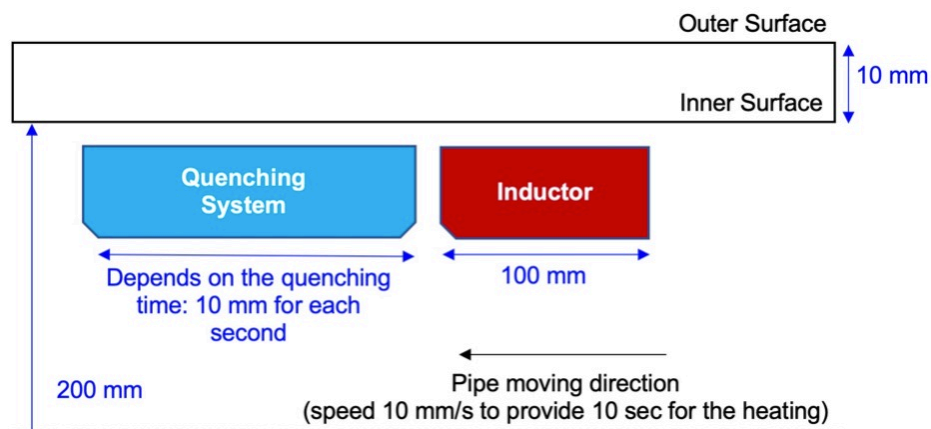 Outer Surface
10 mm
Inner Surface
Quenching
System
Inductor
Depends on the quenching
time: 10 mm for each
second
100 mm
200 mm
Pipe moving direction
(speed 10 mm/s to provide 10 sec for the heating)